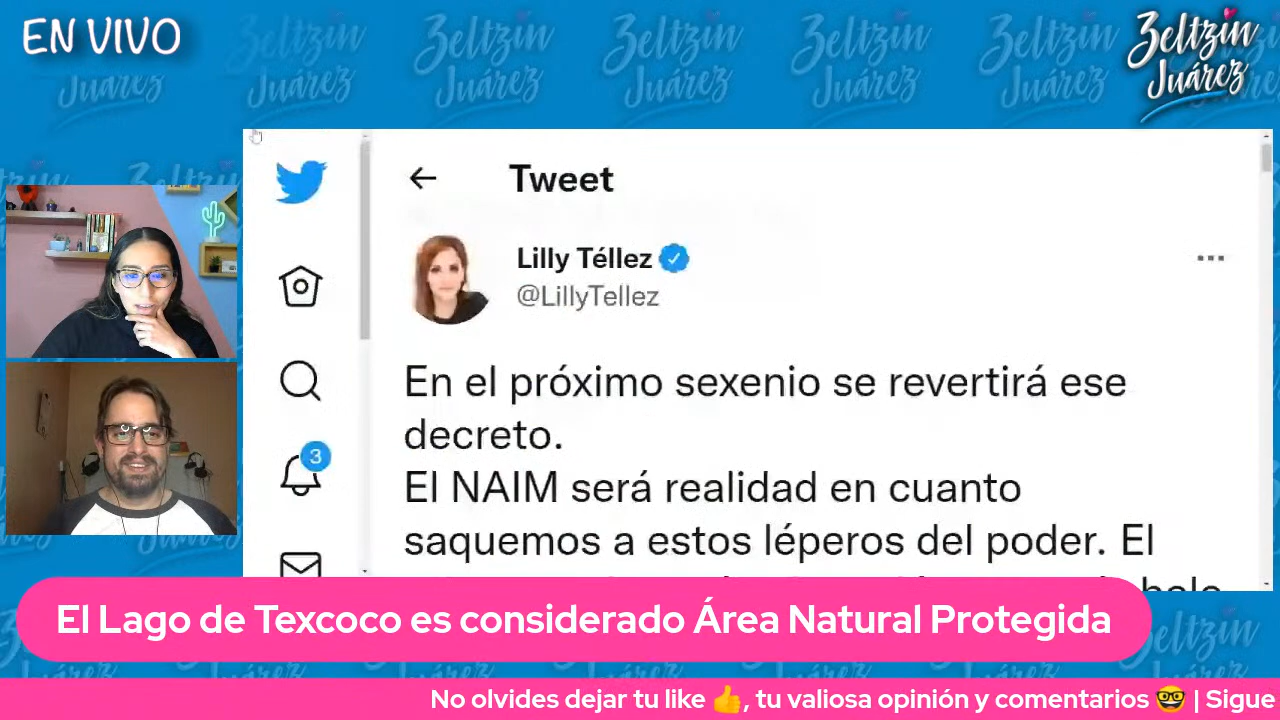 EN VIVO
Zeltzin
Juárez
Tweet
Lilly Téllez
@LillyTellez
En el próximo sexenio se revertirá ese
decreto.
El NAIM será realidad en cuanto
saquemos a estos léperos del poder. El
3
El Lago de Texcoco es considerado Área Natural Protegida
No olvides dejar tu like 👍, tu valiosa opinión y comentarios 🤓 | Sigue